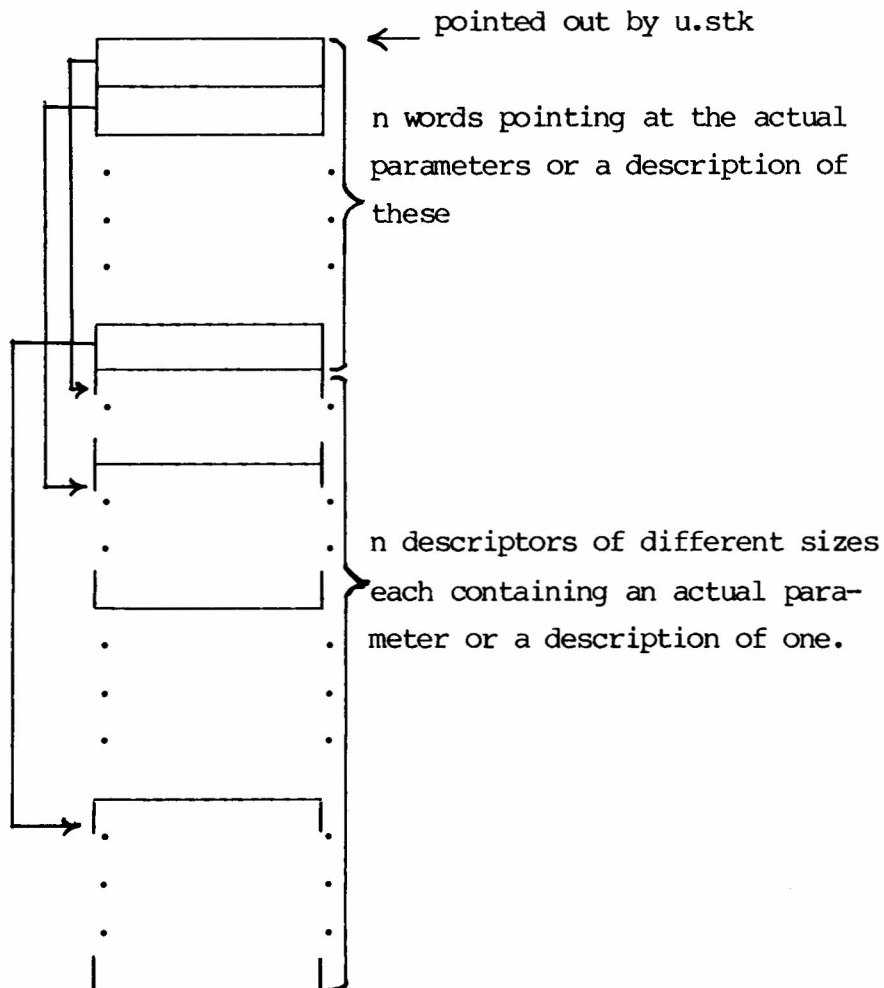 pointed out by u.stk
n words pointing at the actual
parameters or a description of
these
n descriptors of different sizes
each containing an actual para-
meter or a description of one.